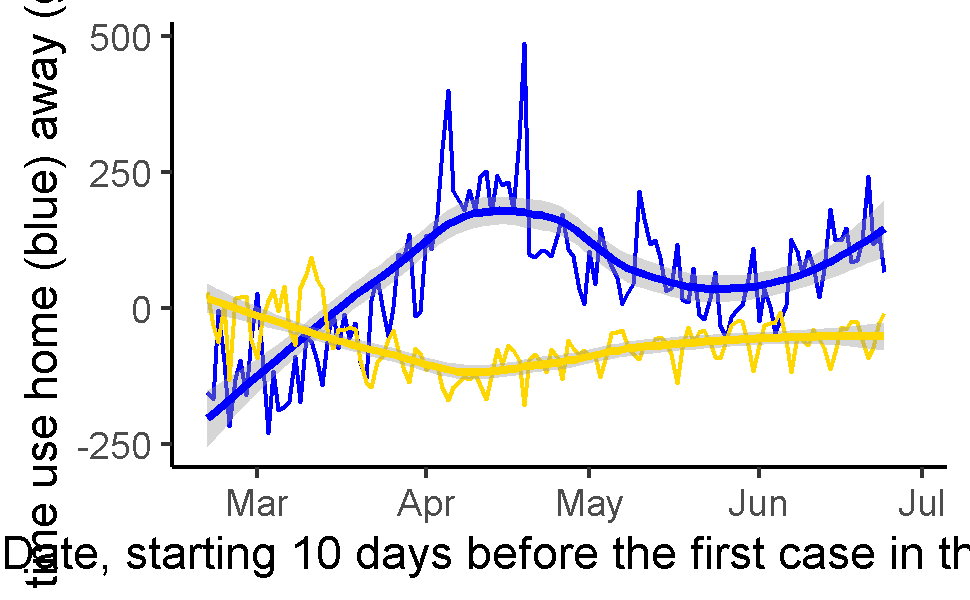 time use home (blue) away (
500
250
0
-250
Mar Apr May Jun Jul
Date, starting 10 days before the first case in th